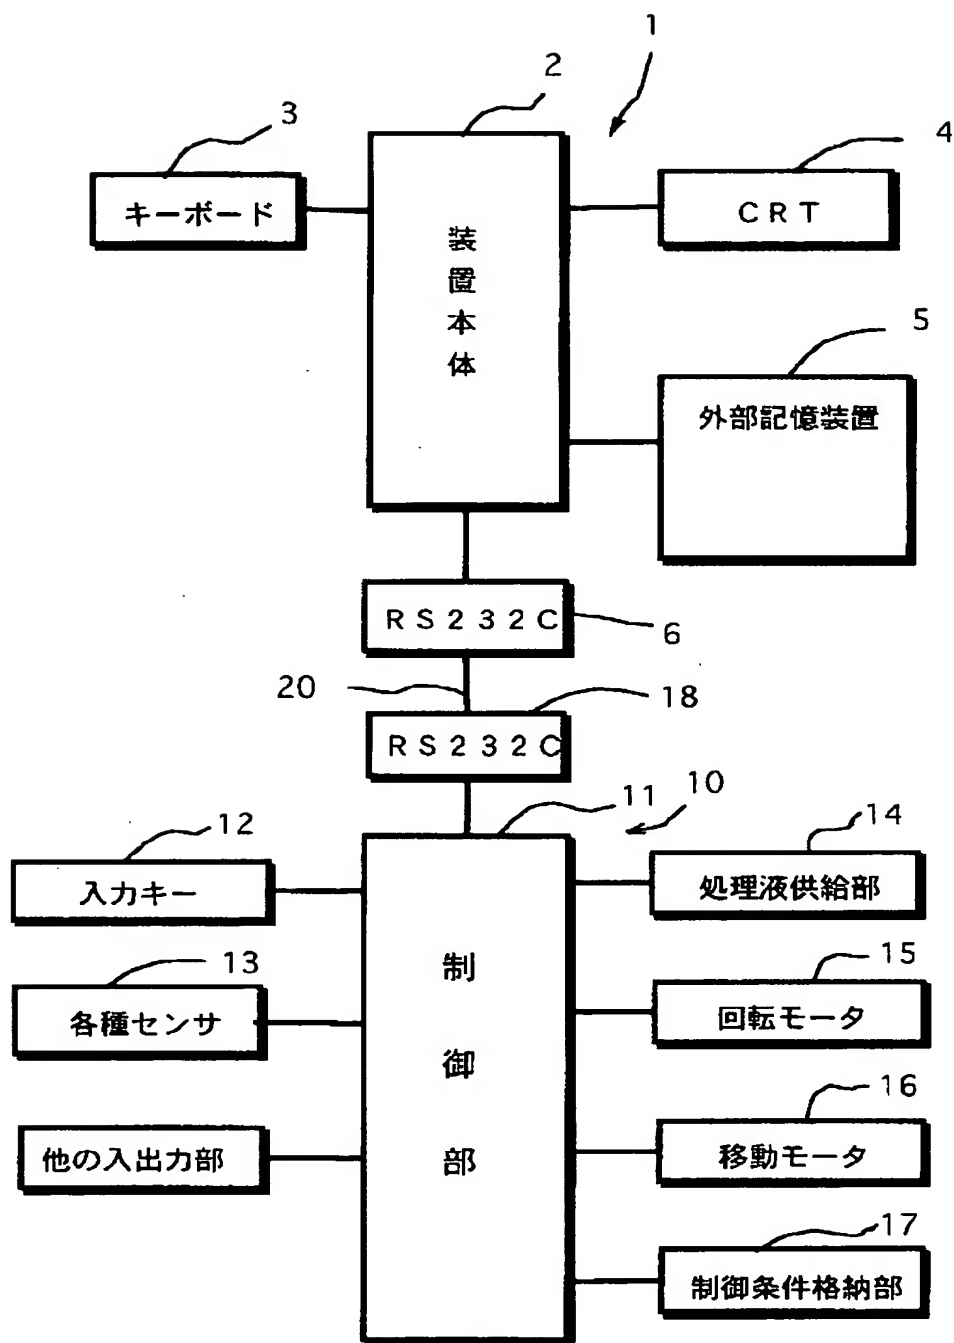 1
2
3
4
キーボード
CRT
装置本体
5
外部記憶装置
RS232C
6
20
18
RS232C
11
10
12
14
入力キー
処理液供給部
制御部
13
15
各種センサ
回転モータ
16
他の入出力部
移動モータ
17
制御条件格納部